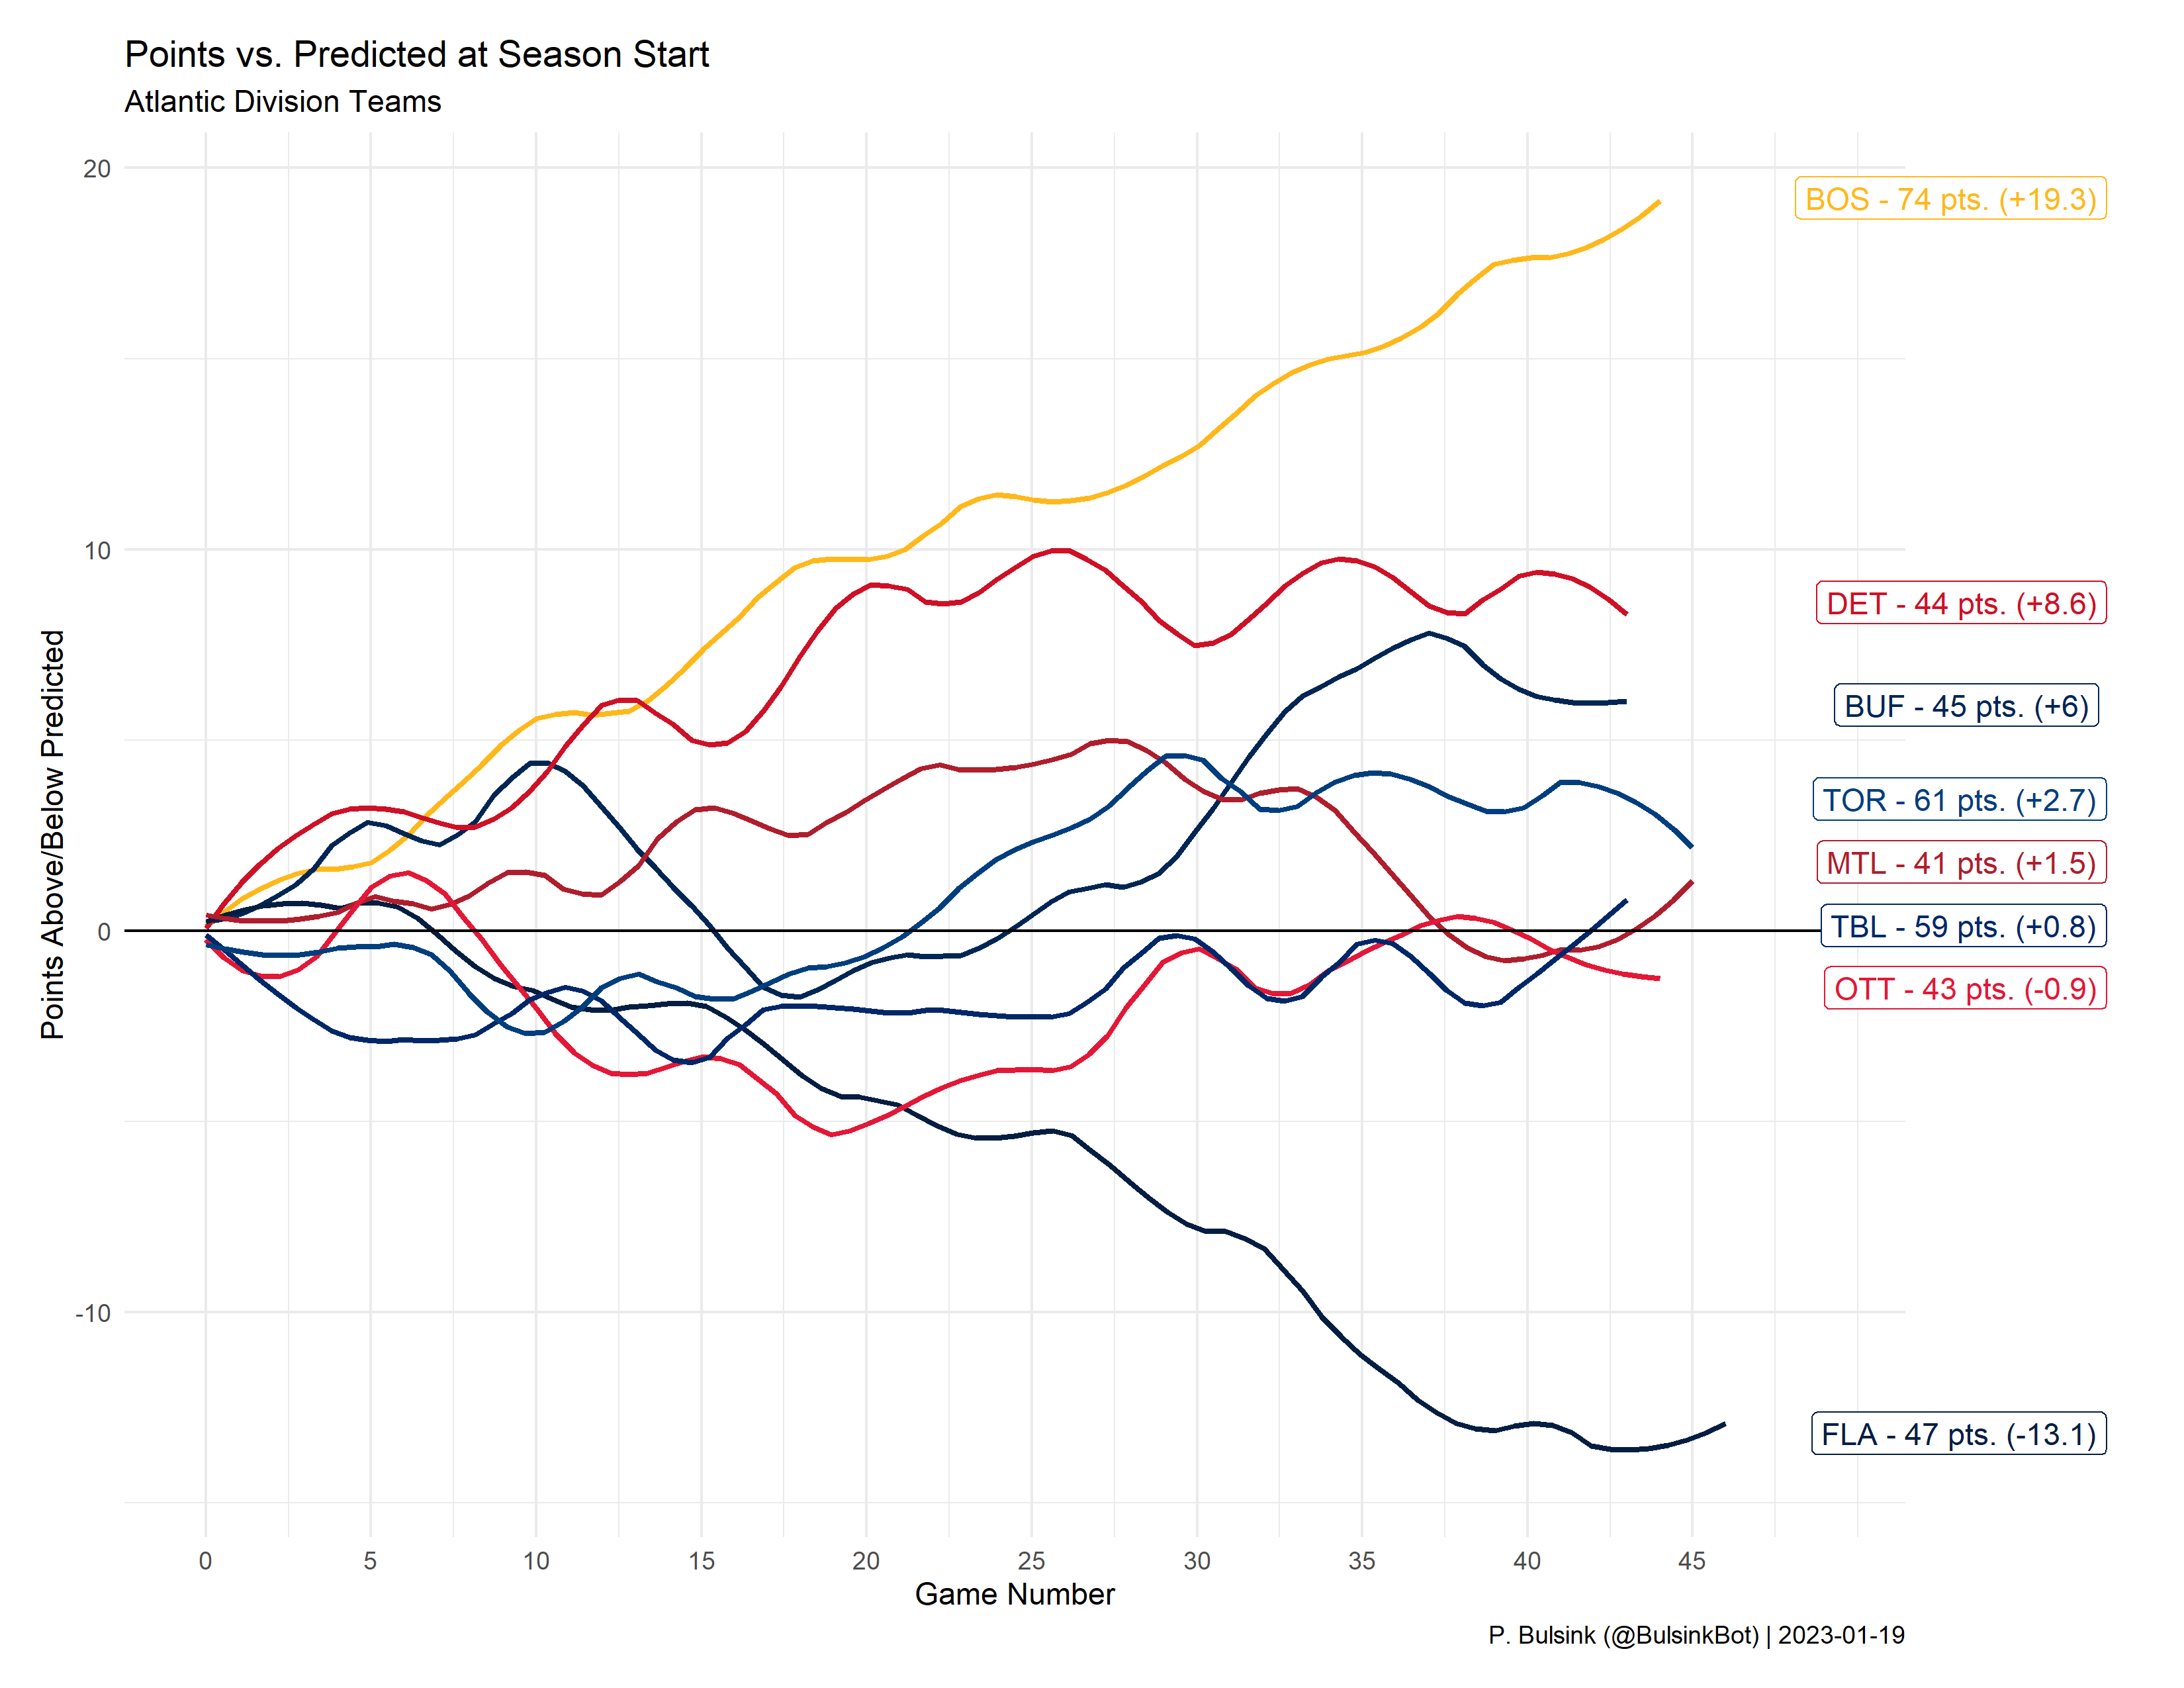 Points vs. Predicted at Season Start
Atlantic Division Teams
Points Above/Below Predicted
20
10
0
-10
BOS - 74 pts. (+19.3)
DET - 44 pts. (+8.6)
BUF - 45 pts. (+6)
TOR - 61 pts. (+2.7)
MTL - 41 pts. (+1.5)
TBL - 59 pts. (+0.8)
OTT - 43 pts. (-0.9)
FLA - 47 pts. (-13.1)
0 5 10 15 20 25 30 35 40 45
Game Number
P. Bulsink (@BulsinkBot) | 2023-01-19